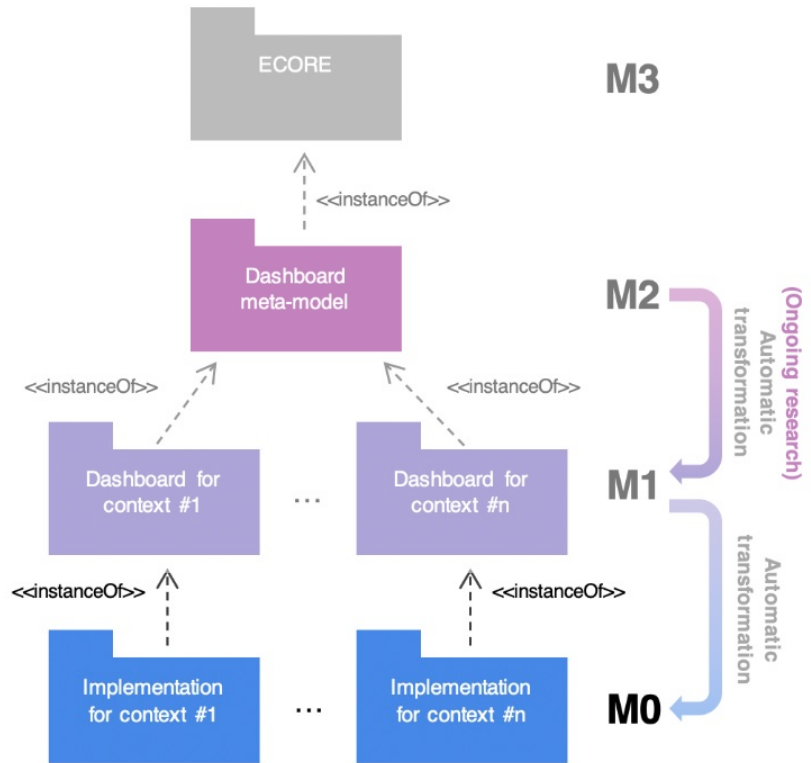 ECORE
M3
<<instanceOf>>
Dashboard
meta-model
M2
(Ongoing research)
Automatic
transformation
<<instanceOf>>
<<instanceOf>>
Dashboard for
context #1
...
Dashboard for
context #n
M1
<<instanceOf>>
<<instanceOf>>
Automatic
transformation
Implementation
for context #1
...
Implementation
for context #n
M0